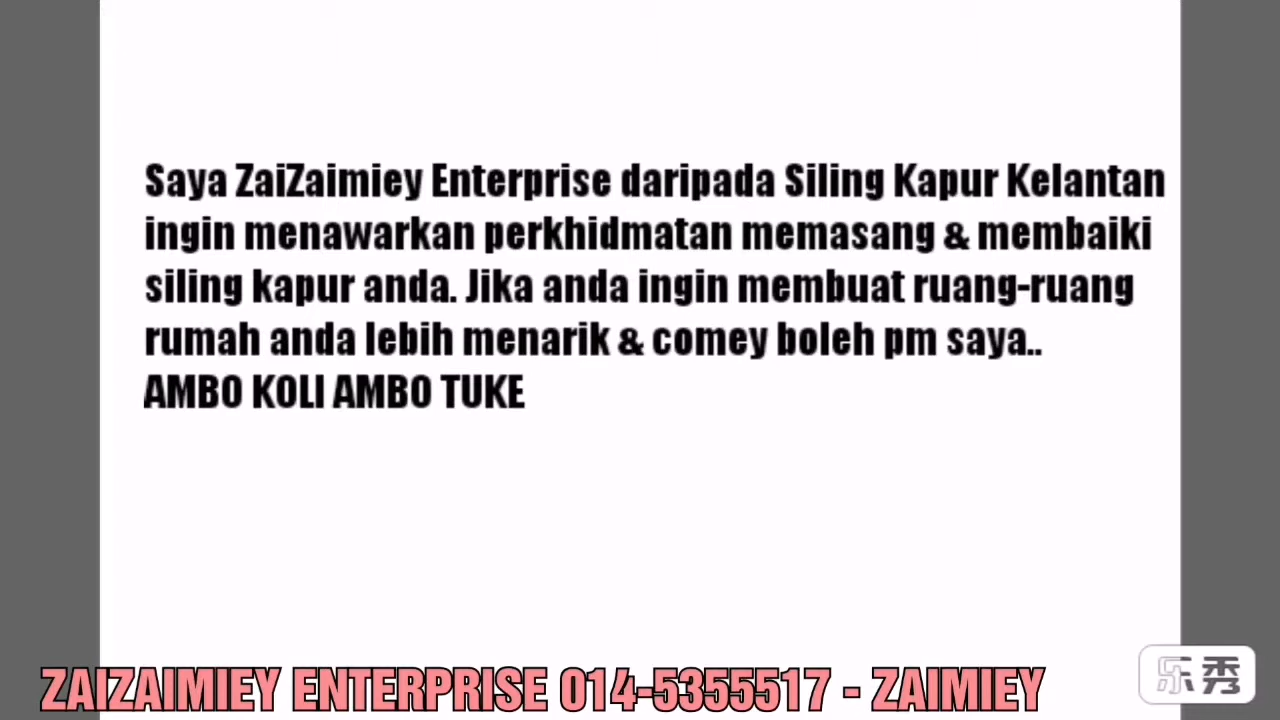 Saya ZaiZaimiey Enterprise daripada Siling Kapur Kelantan
ingin menawarkan perkhidmatan memasang & membaiki
siling kapur anda. Jika anda ingin membuat ruang-ruang
rumah anda lebih menarik & comey boleh pm saya..
AMBO KOLI AMBO TUKE
ZAIZAIMIEY ENTERPRISE 014-5355517 - ZAIMIEY
乐秀